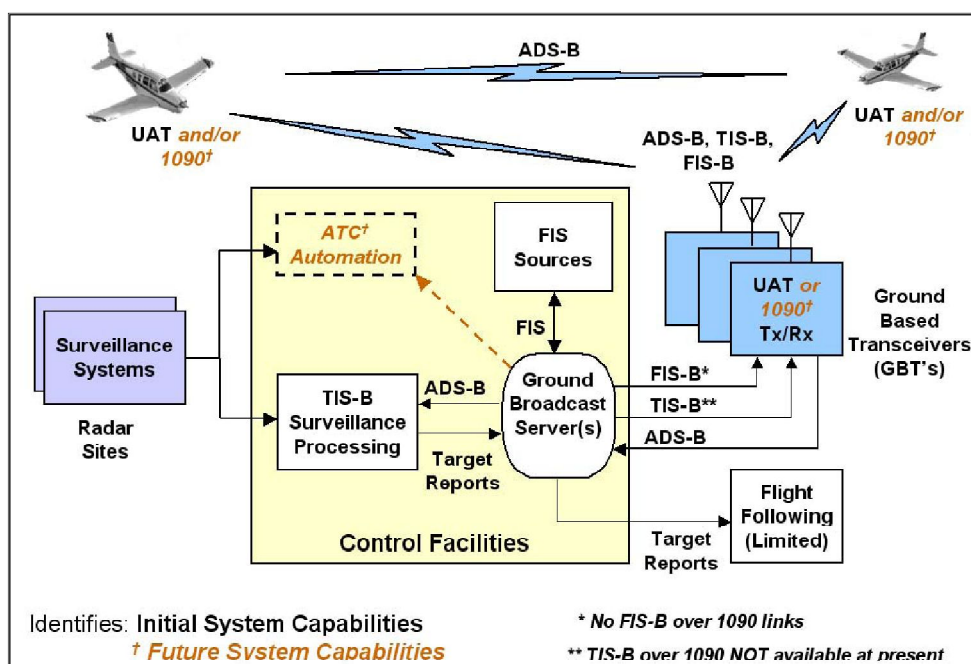 ADS-B
UAT and/or
1090†
UAT and/or
1090†
ADS-B, TIS-B,
FIS-B
ATC†
Automation
FIS
Sources
UAT or
1090†
Tx/Rx
Ground
Based
Transceivers
(GBT's)
Surveillance
Systems
Radar
Sites
FIS
TIS-B
Surveillance
Processing
ADS-B
Ground
Broadcast
Server(s)
FIS-B*
TIS-B**
ADS-B
Target
Reports
Flight
Following
(Limited)
Target
Reports
Control Facilities
Identifies: Initial System Capabilities
† Future System Capabilities
* No FIS-B over 1090 links
** TIS-B over 1090 NOT available at present